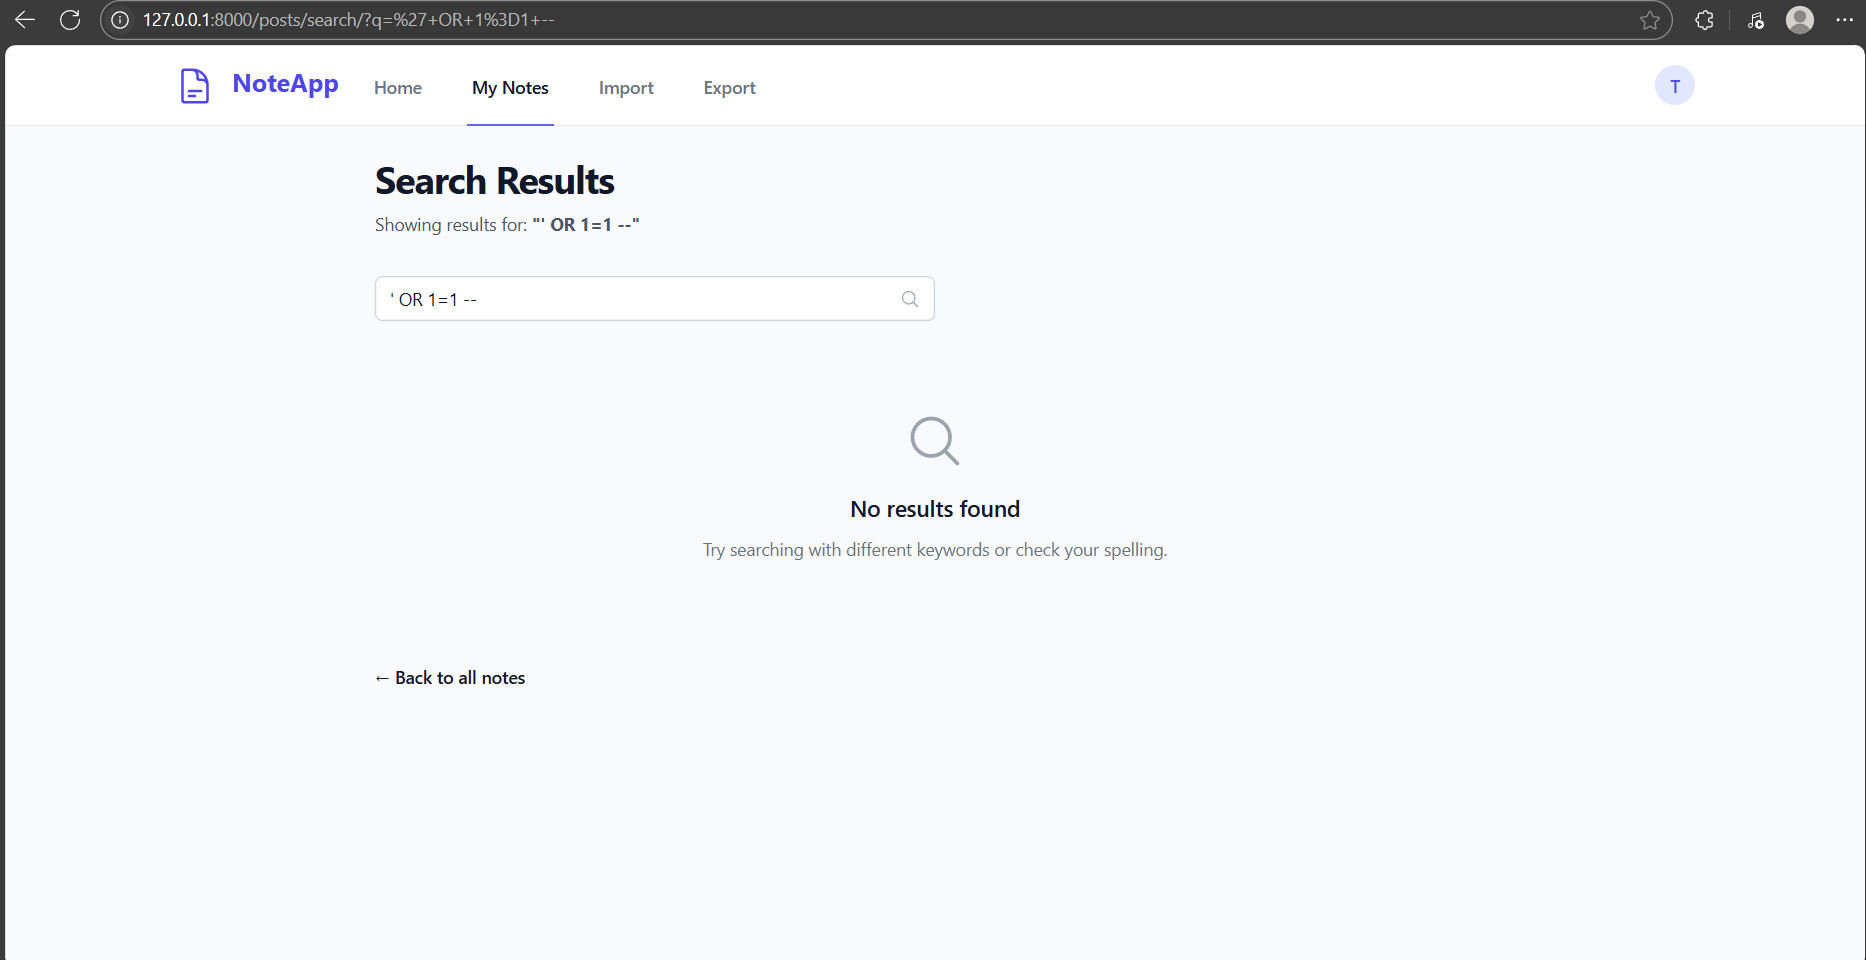 127.0.0.1:8000/posts/search/?q=%27+OR+1%3D1+--
NoteApp Home My Notes Import Export T
Search Results
Showing results for: "' OR 1=1 --"
' OR 1=1 --
No results found
Try searching with different keywords or check your spelling.
← Back to all notes